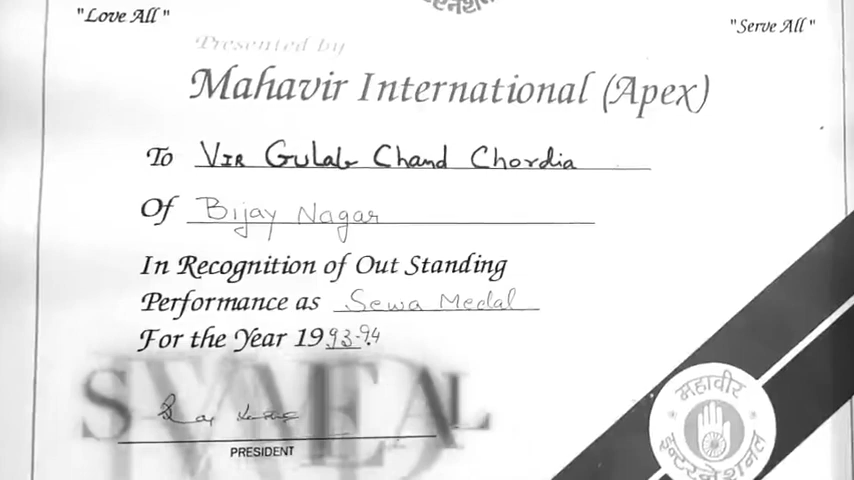 "Love All"
"Serve All"
Presented by
Mahavir International (Apex)
To Vir Gulab Chand Chordia
Of Bijay Nagar
In Recognition of Out Standing
Performance as Sewa Medal
For the Year 1993-94
PRESIDENT
महावीर
इन्टरनेशनल